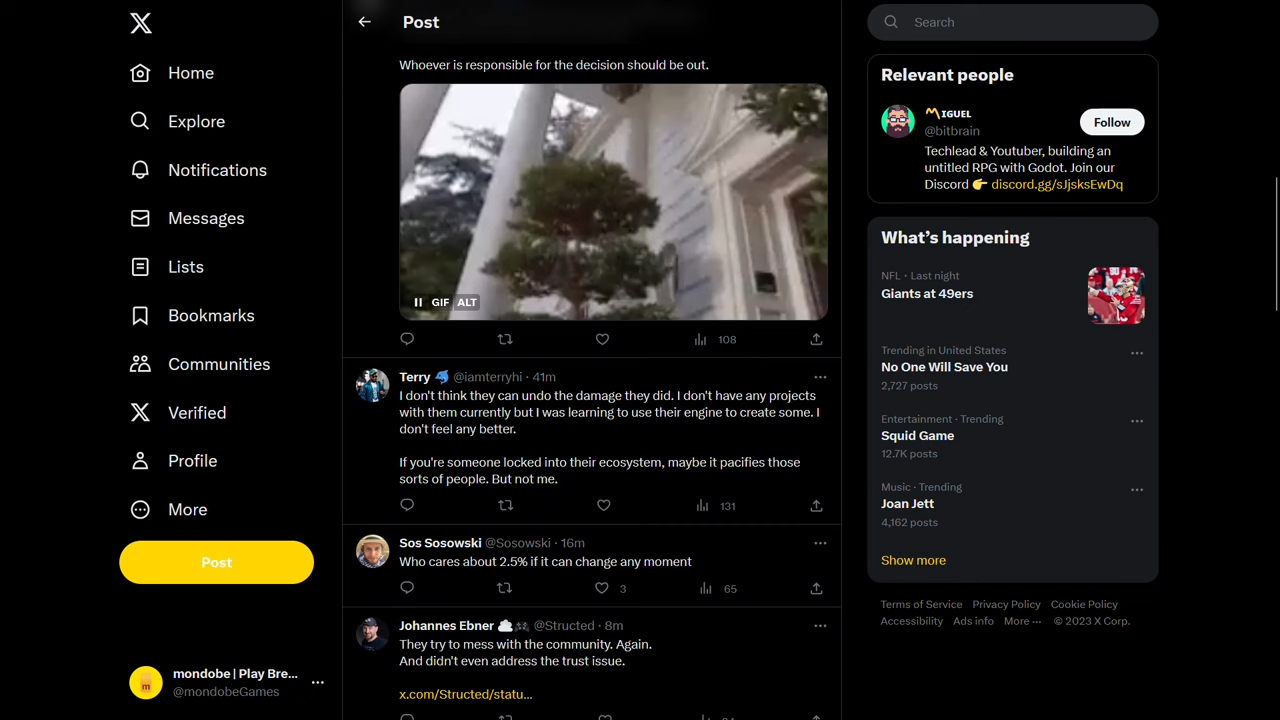 Home
Explore
Notifications
Messages
Lists
Bookmarks
Communities
Verified
Profile
More
Post
mondobe | Play Bre...
@mondobeGames
Post
Whoever is responsible for the decision should be out.
GIF ALT
108
Terry @iamterryhi · 41m
I don't think they can undo the damage they did. I don't have any projects
with them currently but I was learning to use their engine to create some. I
don't feel any better.
If you're someone locked into their ecosystem, maybe it pacifies those
sorts of people. But not me.
131
Sos Sosowski @Sosowski · 16m
Who cares about 2.5% if it can change any moment
3 65
Johannes Ebner @Structed · 8m
They try to mess with the community. Again.
And didn't even address the trust issue.
x.com/Structed/statu...
Search
Relevant people
IGUEL
@bitbrain
Follow
Techlead & Youtuber, building an
untitled RPG with Godot. Join our
Discord 👉 discord.gg/sJjsksEwDq
What's happening
NFL · Last night
Giants at 49ers
Trending in United States
No One Will Save You
2,727 posts
Entertainment · Trending
Squid Game
12.7K posts
Music · Trending
Joan Jett
4,162 posts
Show more
Terms of Service Privacy Policy Cookie Policy
Accessibility Ads info More ··· © 2023 X Corp.